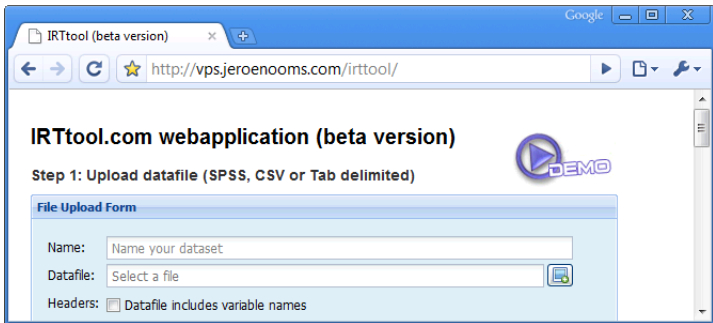 Google
IRTtool (beta version)
http://vps.jeroenooms.com/irttool/
IRTtool.com webapplication (beta version)
DEMO
Step 1: Upload datafile (SPSS, CSV or Tab delimited)
File Upload Form
Name: Name your dataset
Datafile: Select a file
Headers: Datafile includes variable names